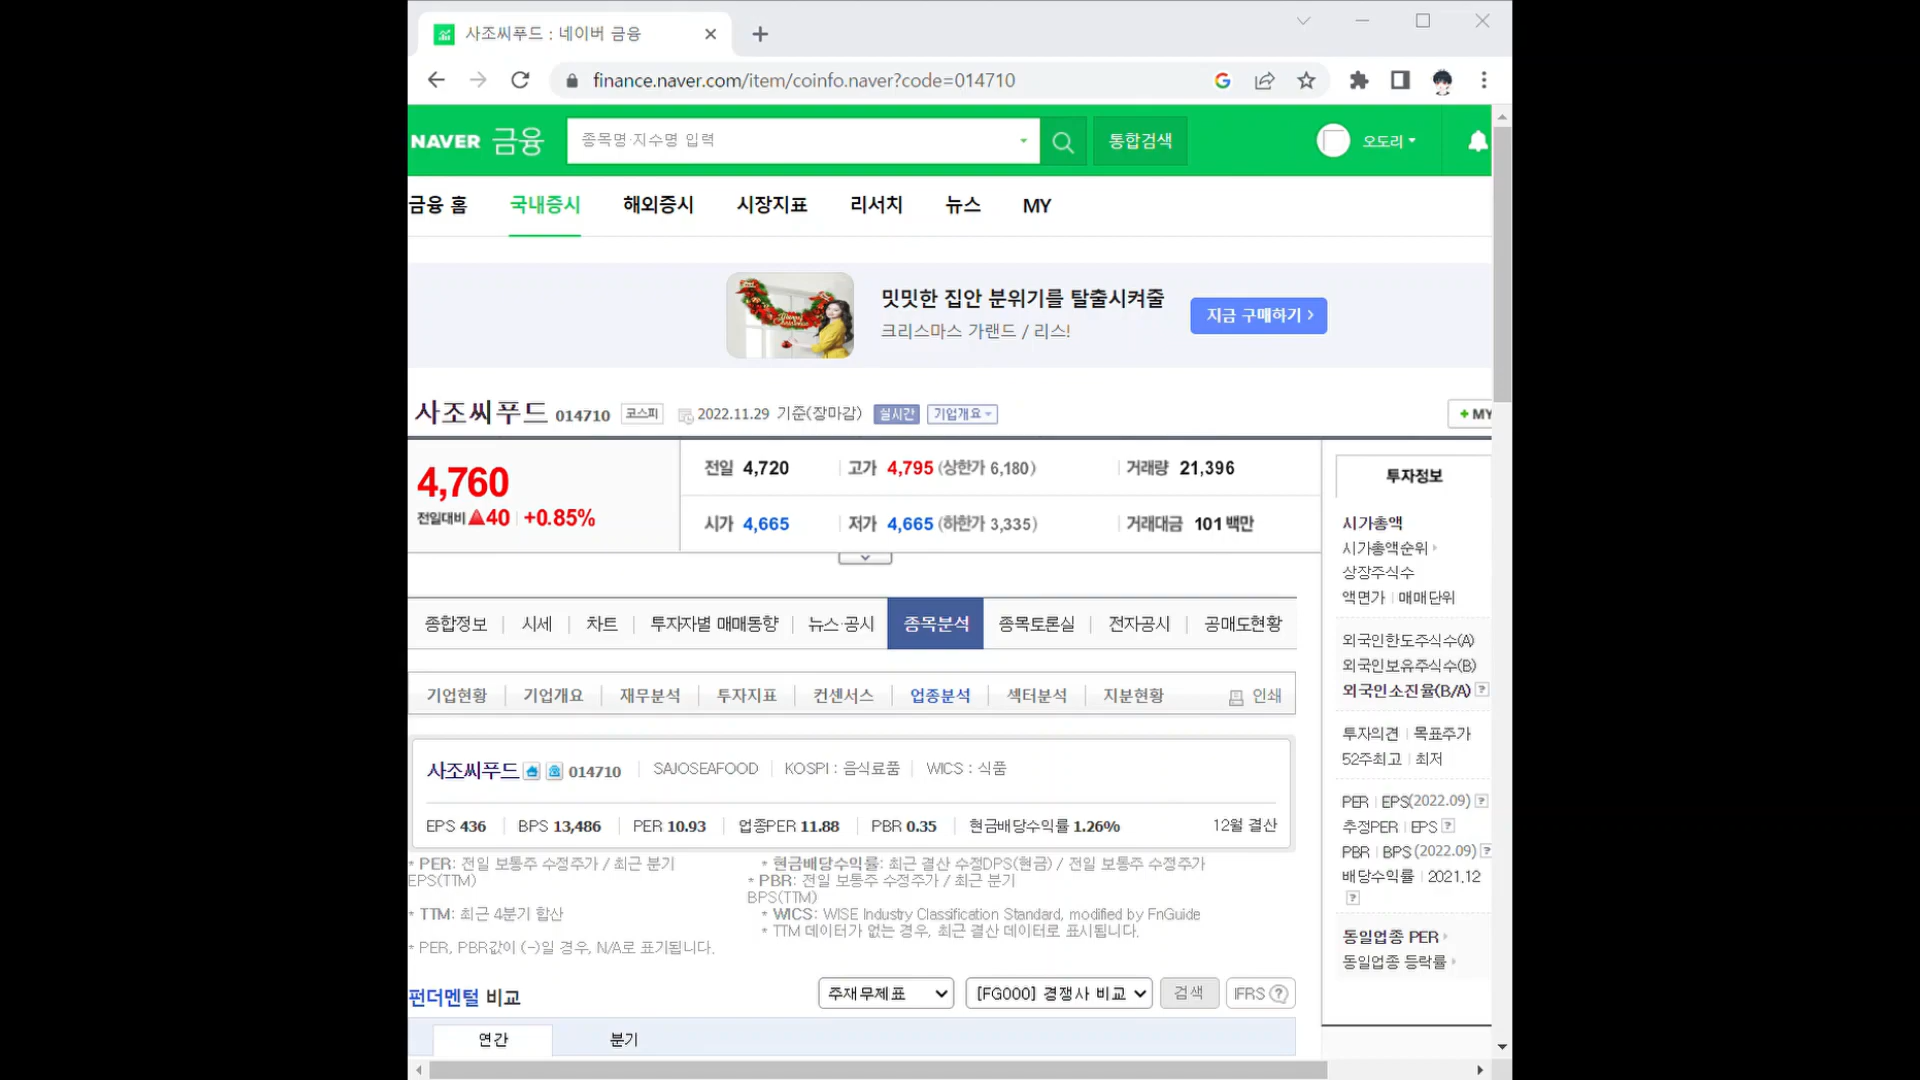 사조씨푸드 : 네이버 금융
finance.naver.com/item/coinfo.naver?code=014710
NAVER 금융 종목명·지수명 입력 통합검색 오도리
금융 홈 국내증시 해외증시 시장지표 리서치 뉴스 MY
밋밋한 집안 분위기를 탈출시켜줄
크리스마스 가랜드 / 리스!
지금 구매하기 >
사조씨푸드 014710 코스피 2022.11.29 기준(장마감) 실시간 기업개요 + MY
4,760
전일대비 ▲40 +0.85%
전일 4,720 고가 4,795 (상한가 6,180) 거래량 21,396
시가 4,665 저가 4,665 (하한가 3,335) 거래대금 101 백만
종합정보 시세 차트 투자자별 매매동향 뉴스·공시 종목분석 종목토론실 전자공시 공매도현황
기업현황 기업개요 재무분석 투자지표 컨센서스 업종분석 섹터분석 지분현황 인쇄
사조씨푸드 014710 SAJOSEAFOOD KOSPI : 음식료품 WICS : 식품
EPS 436 BPS 13,486 PER 10.93 업종PER 11.88 PBR 0.35 현금배당수익률 1.26% 12월 결산
* PER: 전일 보통주 수정주가 / 최근 분기
EPS(TTM)
* TTM: 최근 4분기 합산
* PER, PBR값이 (-)일 경우, N/A로 표기됩니다.
* 현금배당수익률: 최근 결산 수정DPS(현금) / 전일 보통주 수정주가
* PBR: 전일 보통주 수정주가 / 최근 분기
BPS(TTM)
* WICS: WISE Industry Classification Standard, modified by FnGuide
* TTM 데이터가 없는 경우, 최근 결산 데이터로 표시됩니다.
펀더멘털 비교 주재무제표 [FG000] 경쟁사 비교 검색 IFRS ?
연간 분기
투자정보
시가총액
시가총액순위
상장주식수
액면가 매매단위
외국인한도주식수(A)
외국인보유주식수(B)
외국인소진율(B/A) ?
투자의견 목표주가
52주최고 최저
PER EPS(2022.09) ?
추정PER EPS ?
PBR BPS (2022.09) ?
배당수익률 2021.12
?
동일업종 PER
동일업종 등락률